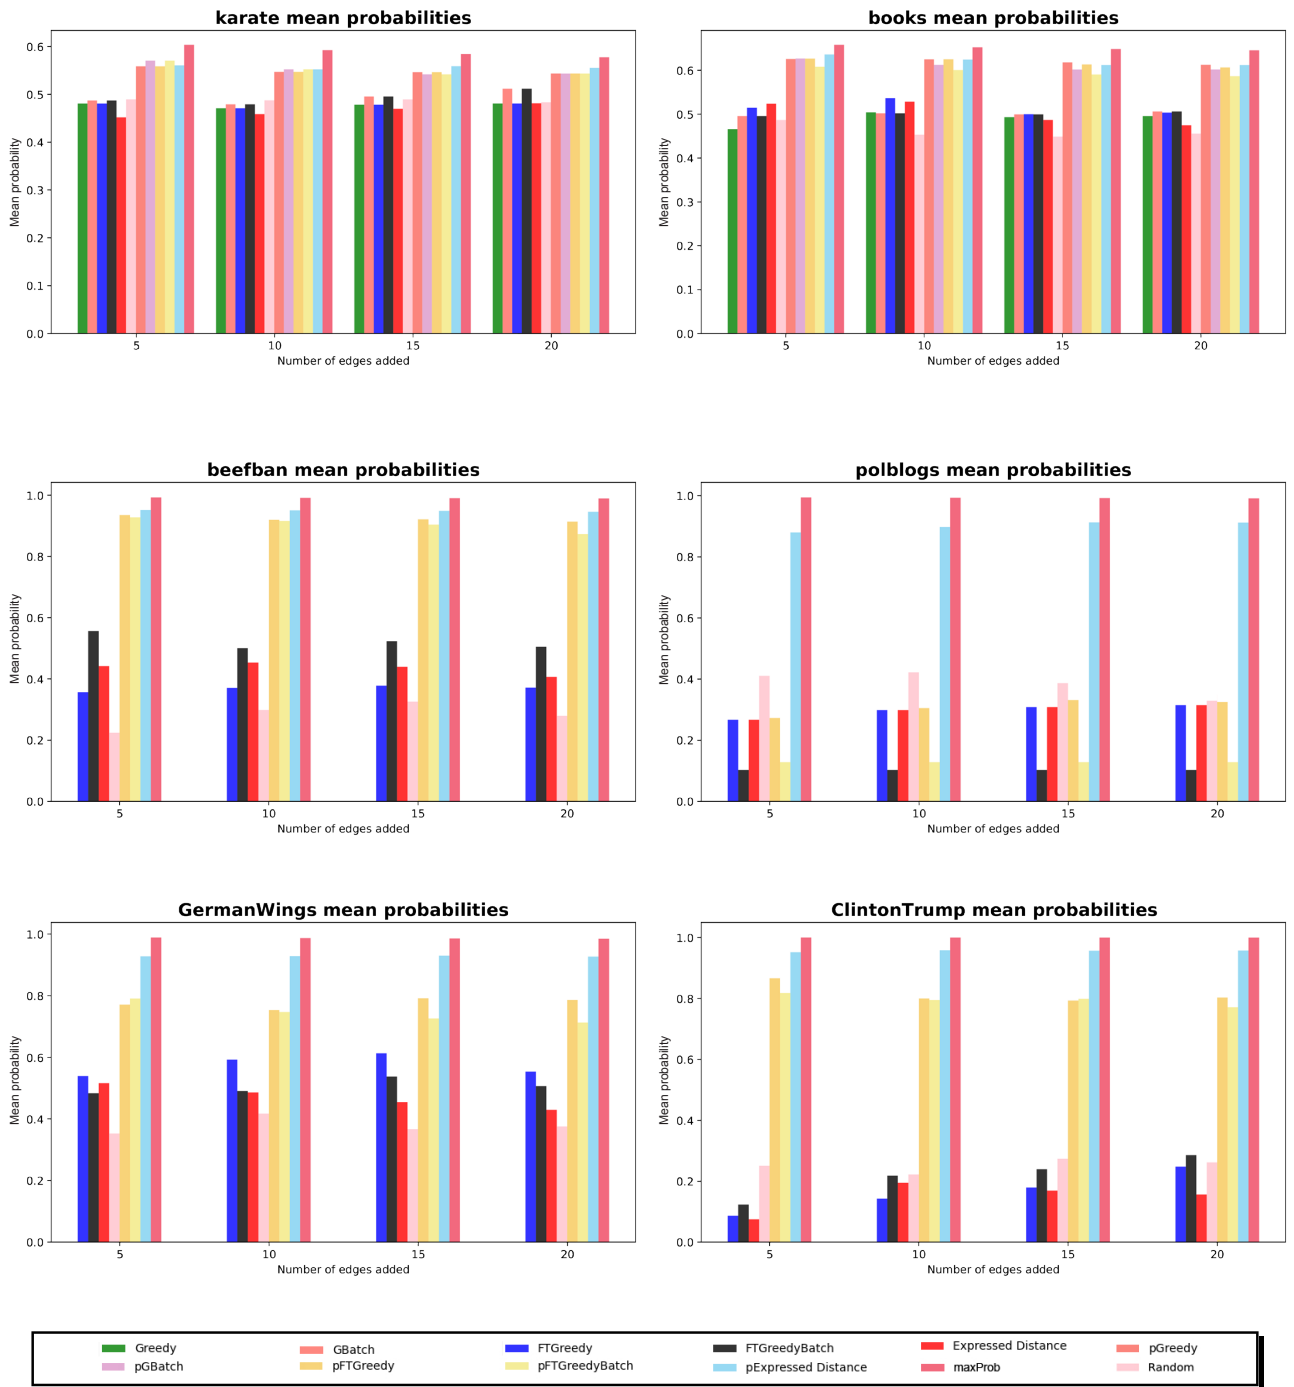 karate mean probabilities
Mean probability
0.6
0.5
0.4
0.3
0.2
0.1
0.0
5 10 15 20
Number of edges added
books mean probabilities
Mean probability
0.6
0.5
0.4
0.3
0.2
0.1
0.0
5 10 15 20
Number of edges added
beefban mean probabilities
Mean probability
1.0
0.8
0.6
0.4
0.2
0.0
5 10 15 20
Number of edges added
polblogs mean probabilities
Mean probability
1.0
0.8
0.6
0.4
0.2
0.0
5 10 15 20
Number of edges added
GermanWings mean probabilities
Mean probability
1.0
0.8
0.6
0.4
0.2
0.0
5 10 15 20
Number of edges added
ClintonTrump mean probabilities
Mean probability
1.0
0.8
0.6
0.4
0.2
0.0
5 10 15 20
Number of edges added
Greedy GBatch FTGreedy FTGreedyBatch Expressed Distance pGreedy
pGBatch pFTGreedy pFTGreedyBatch pExpressed Distance maxProb Random